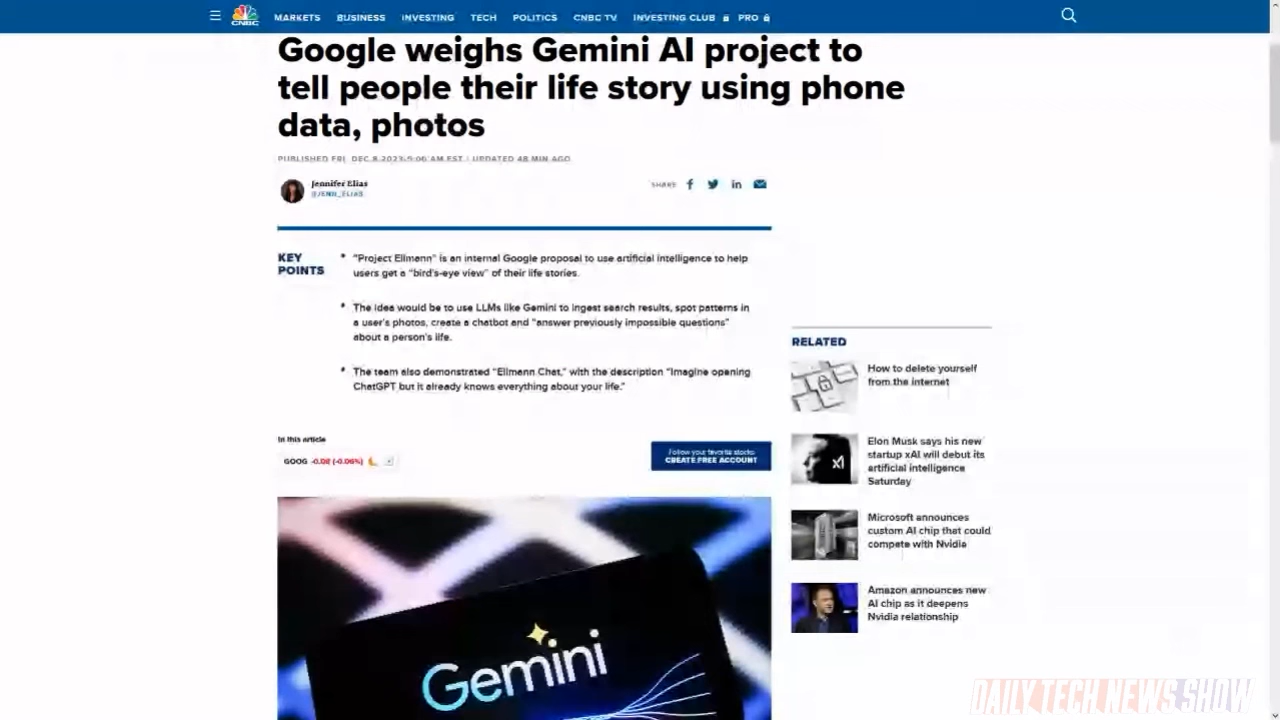 CNBC
MARKETS
BUSINESS
INVESTING
TECH
POLITICS
CNBC TV
INVESTING CLUB
PRO
Google weighs Gemini AI project to
tell people their life story using phone
data, photos
PUBLISHED FRI, DEC 8 2023 9:06 AM EST | UPDATED 48 MIN AGO
Jennifer Elias
@JENN_ELIAS
SHARE
KEY
POINTS
"Project Ellmann" is an internal Google proposal to use artificial intelligence to help
users get a "bird's-eye view" of their life stories.
The idea would be to use LLMs like Gemini to ingest search results, spot patterns in
a user's photos, create a chatbot and "answer previously impossible questions"
about a person's life.
The team also demonstrated "Ellmann Chat," with the description "Imagine opening
ChatGPT but it already knows everything about your life."
In this article
GOOG -0.08 (-0.06%)
Follow your favorite stocks
CREATE FREE ACCOUNT
Gemini
RELATED
How to delete yourself
from the internet
Elon Musk says his new
startup xAI will debut its
artificial intelligence
Saturday
Microsoft announces
custom AI chip that could
compete with Nvidia
Amazon announces new
AI chip as it deepens
Nvidia relationship
DAILY TECH NEWS SHOW